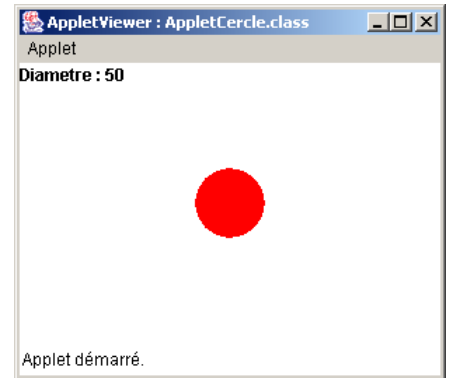 AppletViewer : AppletCercle.class
Applet
Diametre : 50
Applet démarré.